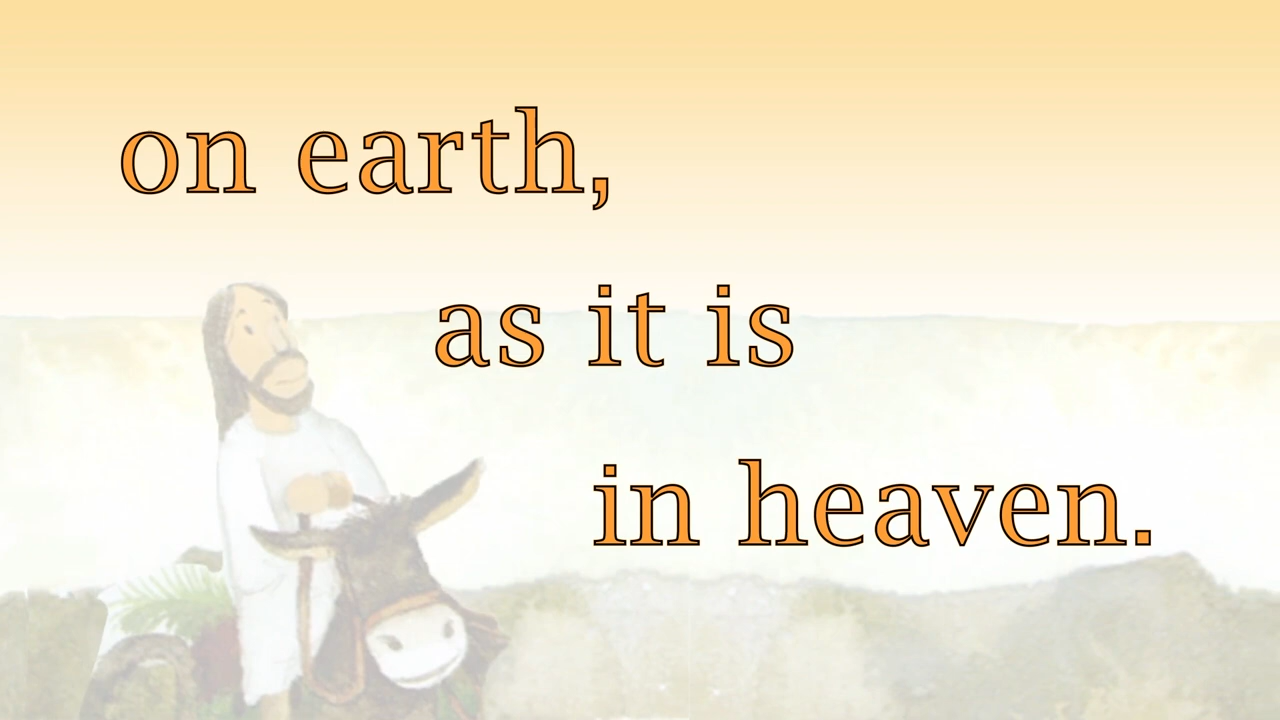 on earth,
as it is
in heaven.